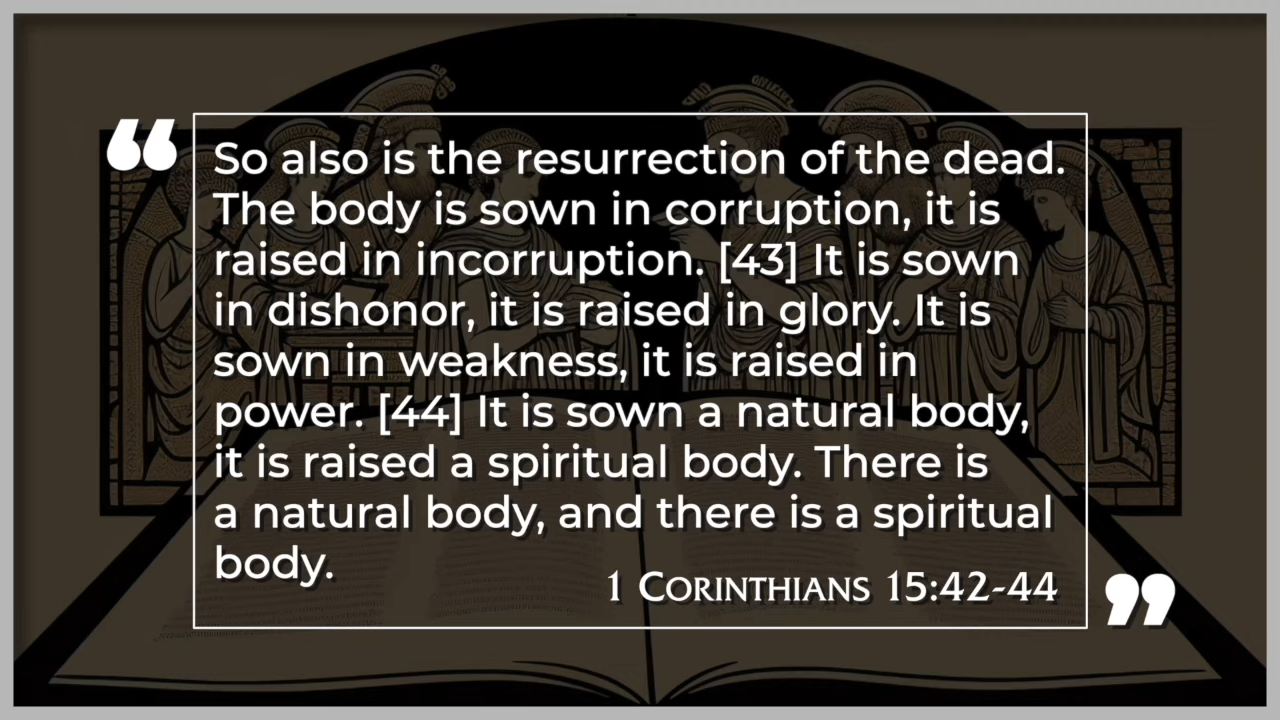 “
So also is the resurrection of the dead.
The body is sown in corruption, it is
raised in incorruption. [43] It is sown
in dishonor, it is raised in glory. It is
sown in weakness, it is raised in
power. [44] It is sown a natural body,
it is raised a spiritual body. There is
a natural body, and there is a spiritual
body.
1 Corinthians 15:42-44
”